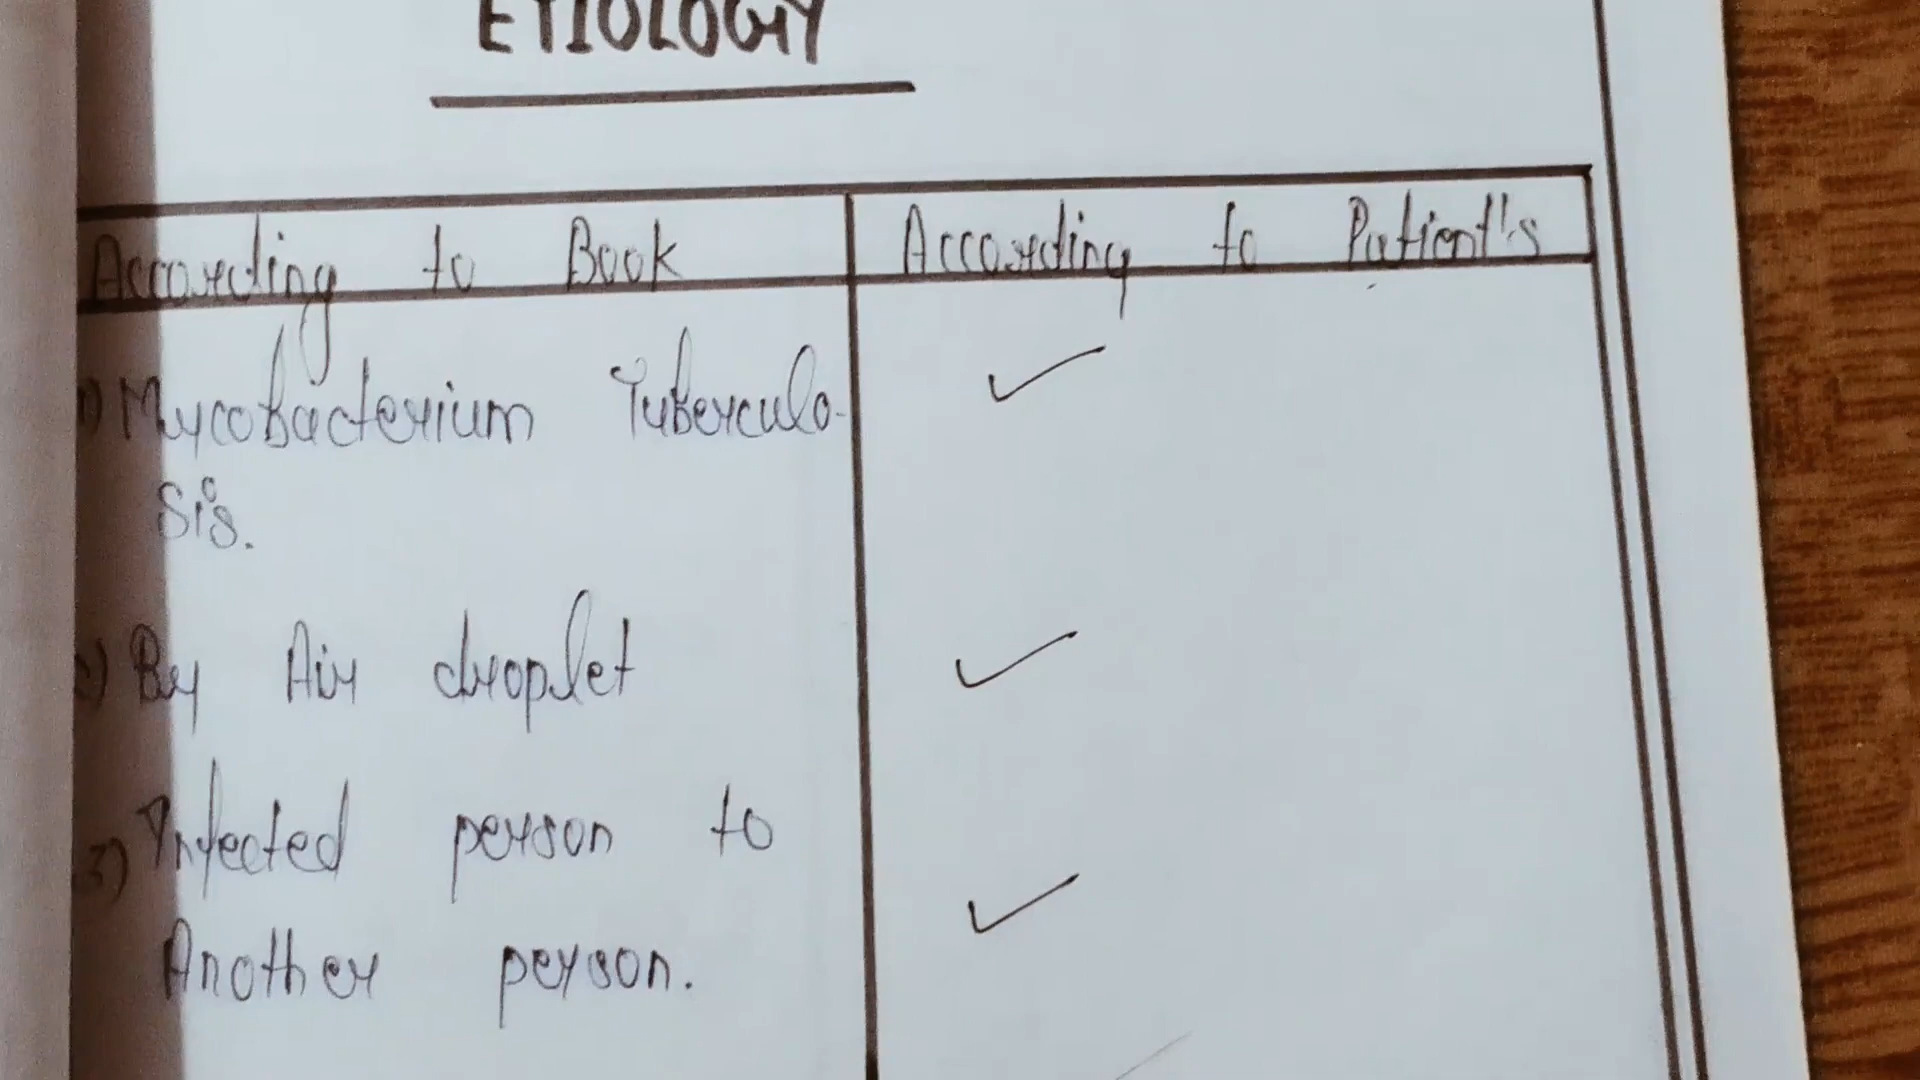 ETIOLOGY
According to Book
According to Patient's
1) Mycobacterium Tuberculo-
✓
Sis.
2) By Air droplet
✓
3) Infected person to
✓
Another person.